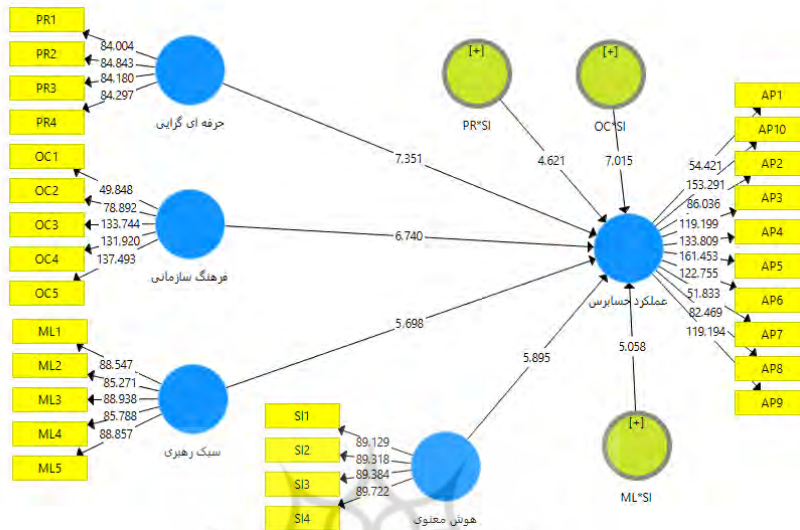 PR1
PR2
PR3
PR4
84.004
84.843
84.180
84.297
حرفه ای گرایی
OC1
OC2
OC3
OC4
OC5
49.848
78.892
133.744
131.920
137.493
فرهنگ سازمانی
ML1
ML2
ML3
ML4
ML5
88.547
85.271
88.938
85.788
88.857
سبک رهبری
SI1
SI2
SI3
SI4
89.129
89.318
89.384
89.722
هوش معنوی
[+]
PR*SI
[+]
OC*SI
7.351
4.621
7.015
6.740
5.698
5.895
5.058
عملکرد حسابرس
[+]
ML*SI
54.421
153.291
86.036
119.199
133.809
161.453
122.755
51.833
82.469
119.194
AP1
AP10
AP2
AP3
AP4
AP5
AP6
AP7
AP8
AP9